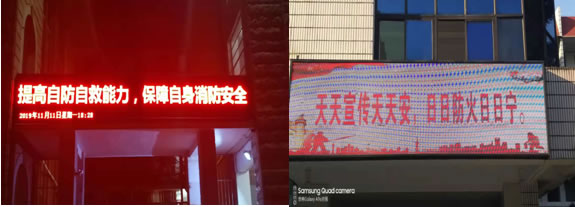 提高自防自救能力，保障自身消防安全
2019年11月11日星期一 18:28
天天宣传天天安，日日防火日日宁。
Samsung Quad camera